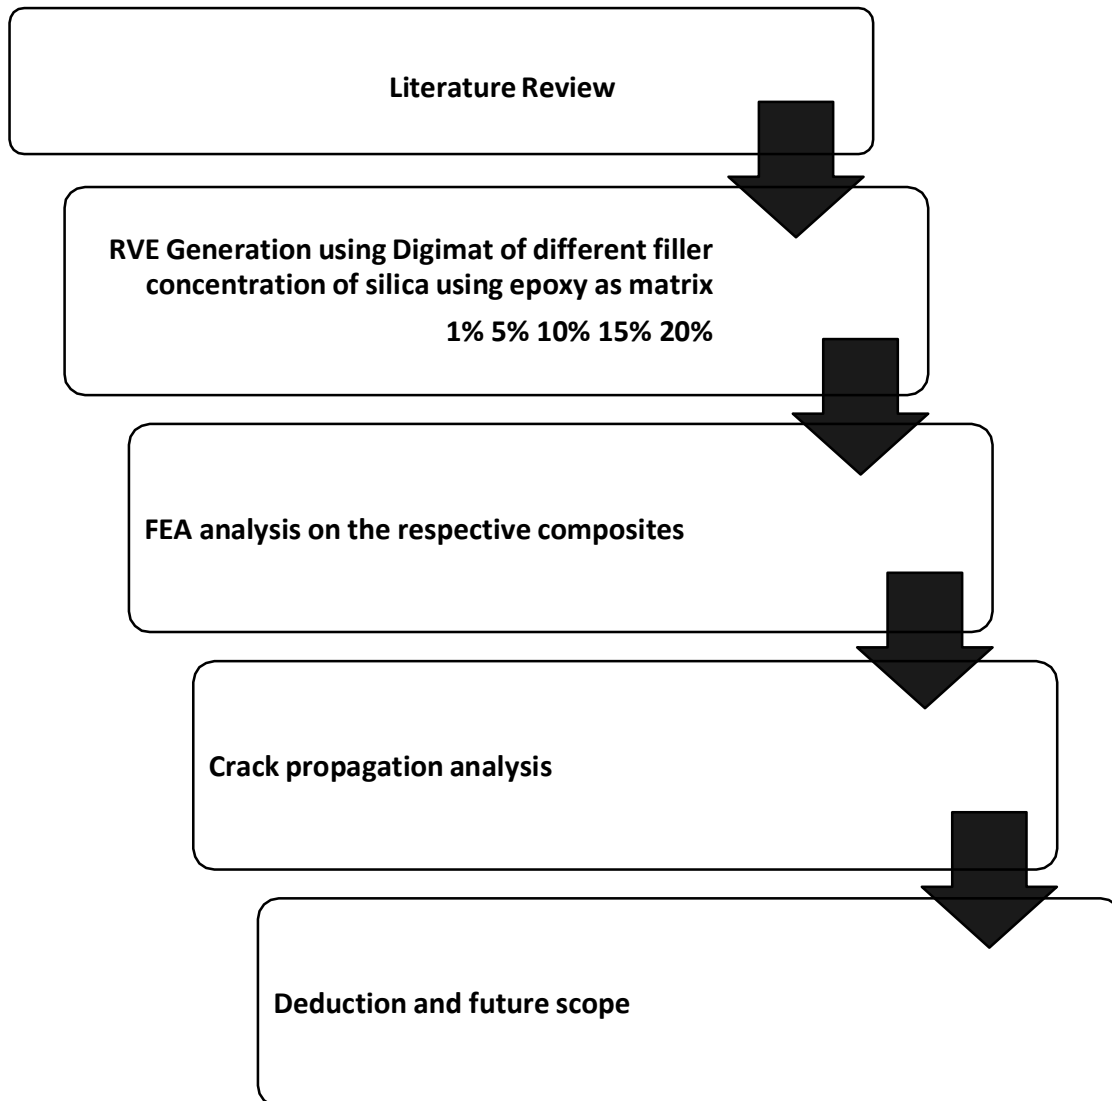 Literature Review
RVE Generation using Digimat of different filler
concentration of silica using epoxy as matrix
1% 5% 10% 15% 20%
FEA analysis on the respective composites
Crack propagation analysis
Deduction and future scope